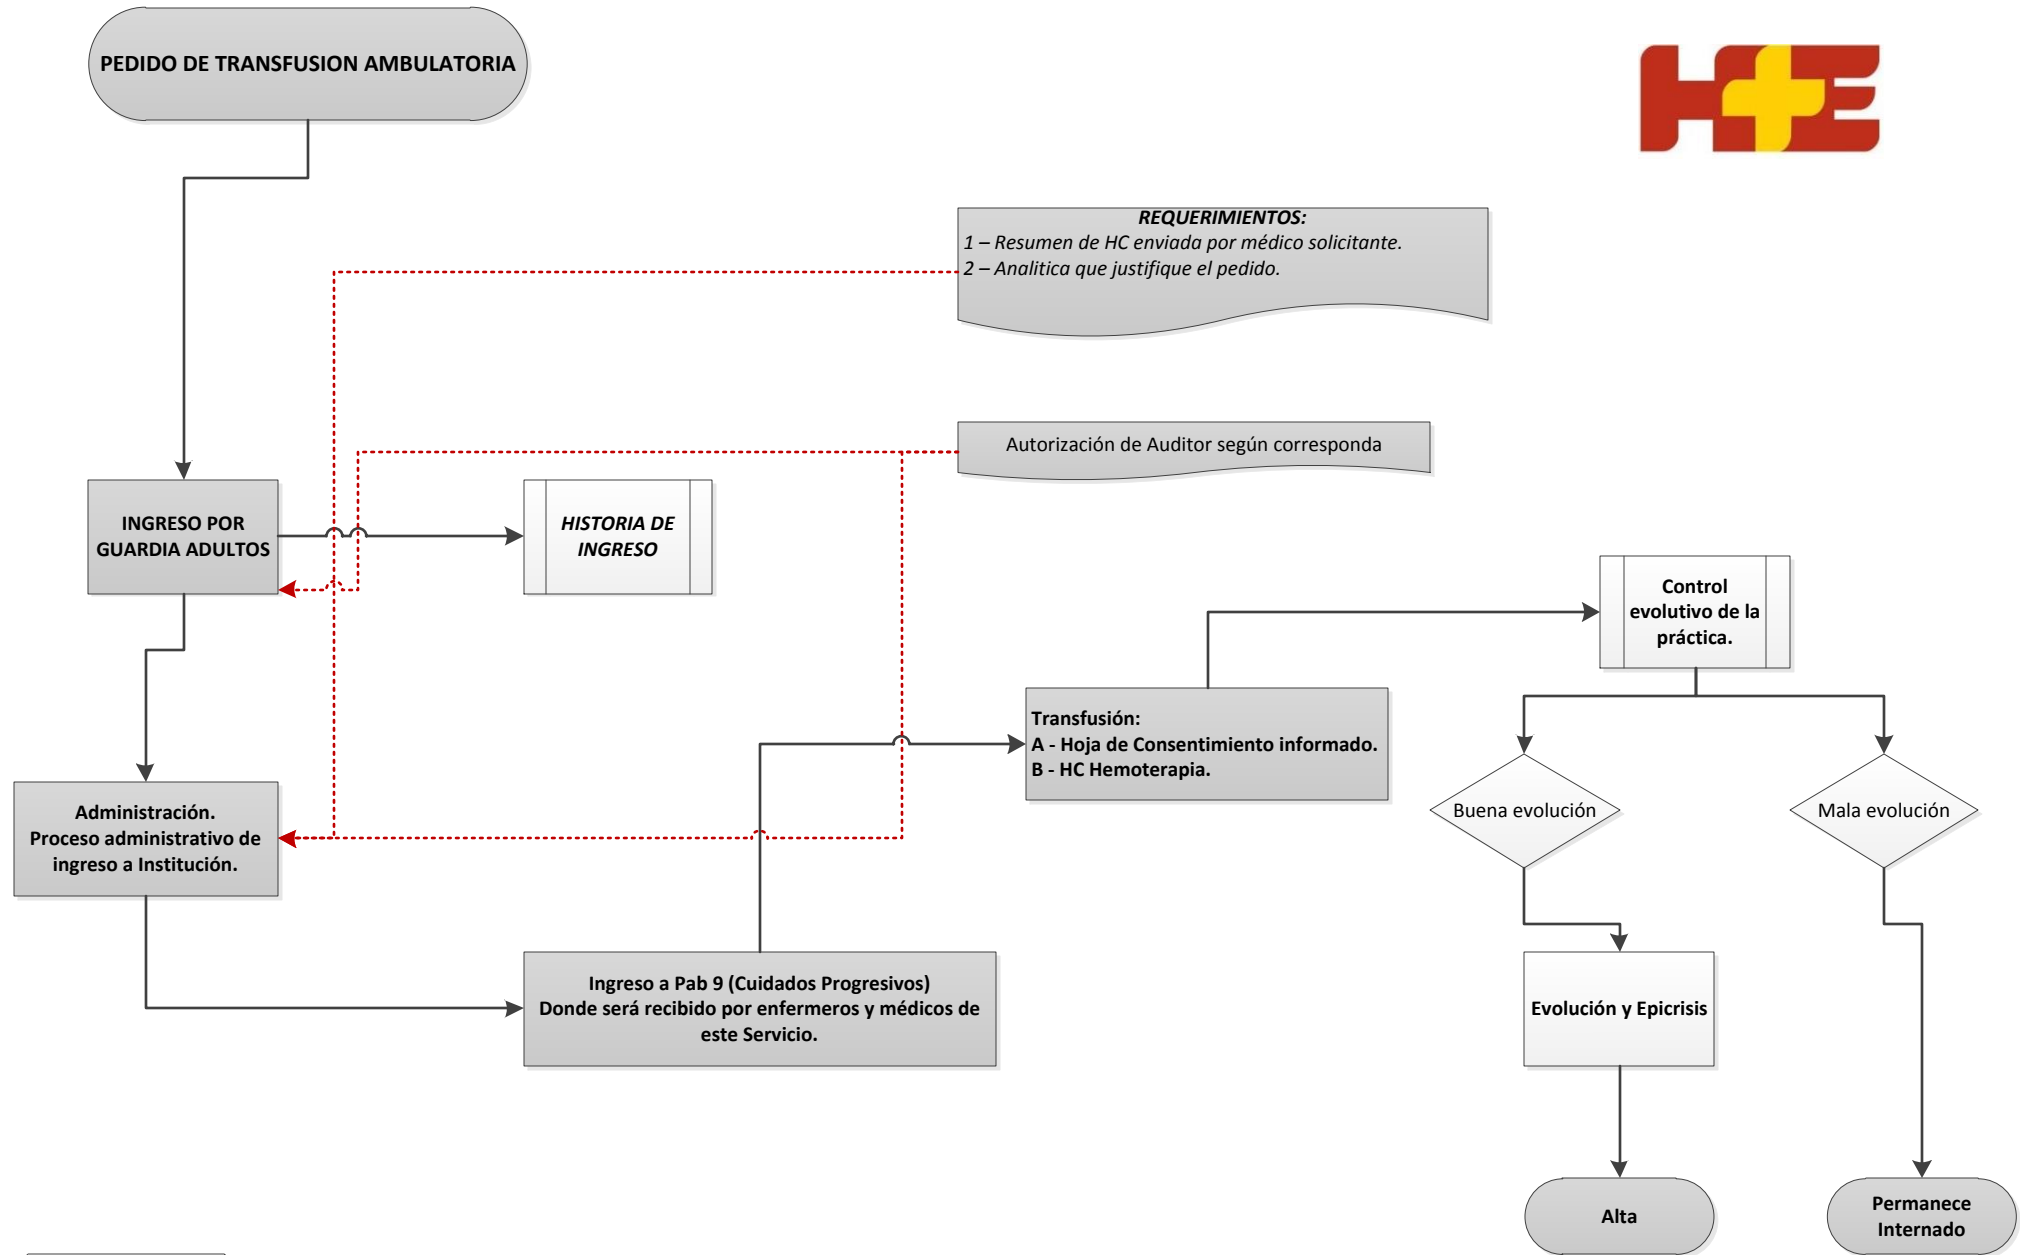 PEDIDO DE TRANSFUSION AMBULATORIA
H+E
REQUERIMIENTOS:
1 – Resumen de HC enviada por médico solicitante.
2 – Analitica que justifique el pedido.
Autorización de Auditor según corresponda
INGRESO POR
GUARDIA ADULTOS
HISTORIA DE
INGRESO
Control
evolutivo de la
práctica.
Transfusión:
A - Hoja de Consentimiento informado.
B - HC Hemoterapia.
Administración.
Proceso administrativo de
ingreso a Institución.
Buena evolución
Mala evolución
Ingreso a Pab 9 (Cuidados Progresivos)
Donde será recibido por enfermeros y médicos de
este Servicio.
Evolución y Epicrisis
Alta
Permanece
Internado